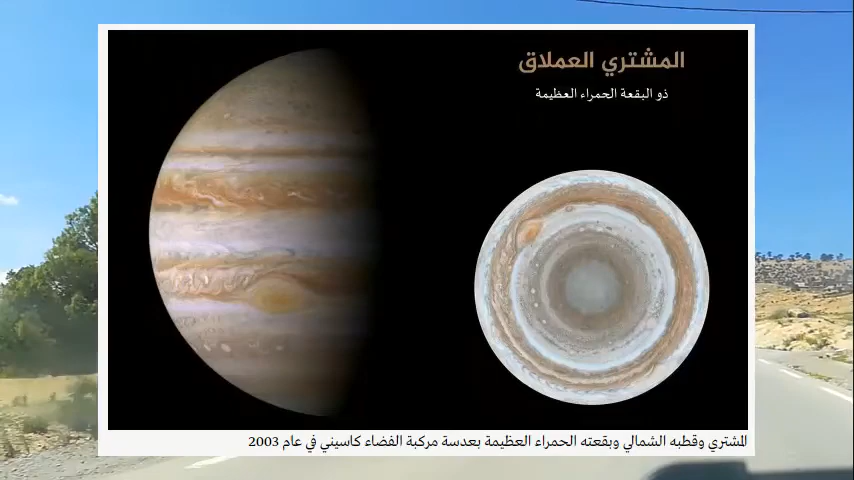 المشتري العملاق
ذو البقعة الحمراء العظيمة
المشتري وقطبه الشمالي وبقعته الحمراء العظيمة بعدسة مركبة الفضاء كاسيني في عام 2003